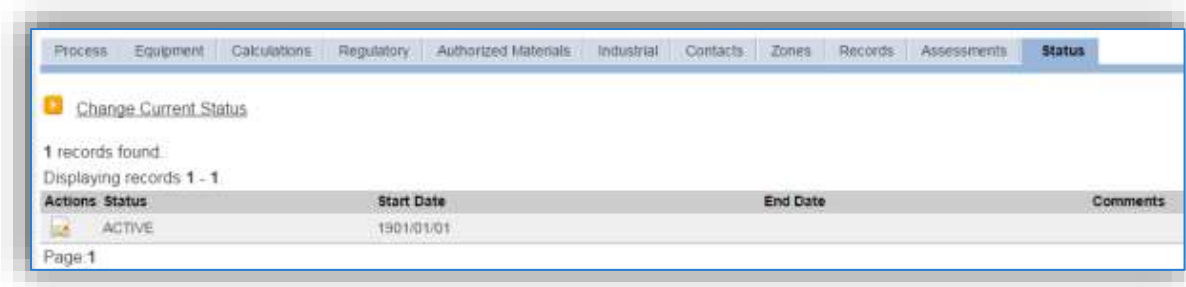 Process Equipment Calculations Regulatory Authorized Materials Industrial Contacts Zones Records Assessments Status
Change Current Status
1 records found.
Displaying records 1 - 1
Actions Status Start Date End Date Comments
ACTIVE 1901/01/01
Page:1